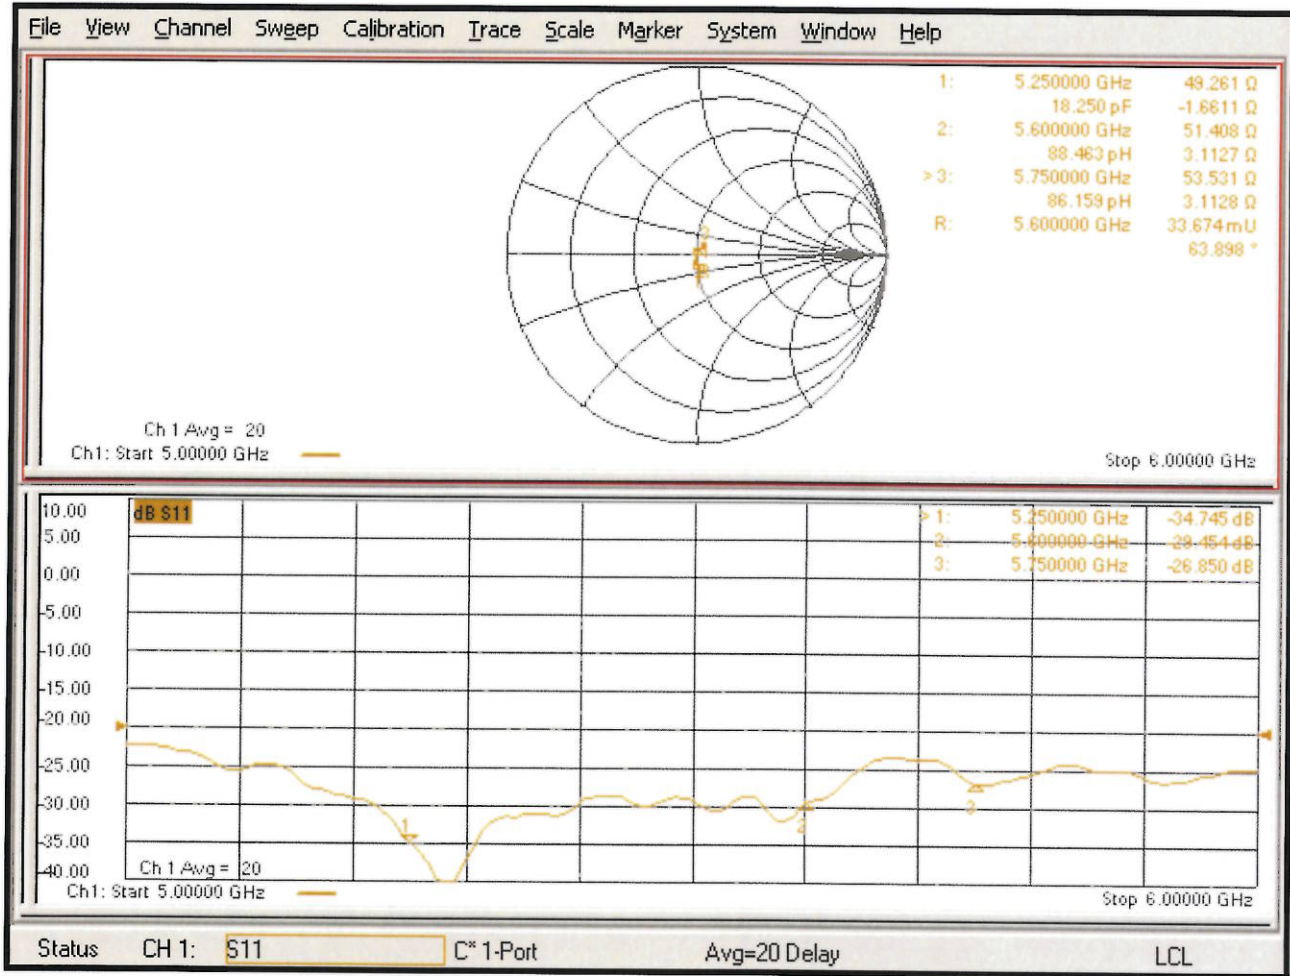 File View Channel Sweep Calibration Trace Scale Marker System Window Help
1: 5.250000 GHz 49.261 Ω
18.250 pF -1.6611 Ω
2: 5.600000 GHz 51.408 Ω
88.463 pH 3.1127 Ω
> 3: 5.750000 GHz 53.531 Ω
86.159 pH 3.1128 Ω
R: 5.600000 GHz 33.674 mU
63.898 °
Ch 1 Avg = 20
Ch1: Start 5.00000 GHz
Stop 6.00000 GHz
10.00
5.00
0.00
-5.00
-10.00
-15.00
-20.00
-25.00
-30.00
-35.00
-40.00
dB S11
> 1: 5.250000 GHz -34.745 dB
2: 5.600000 GHz -29.454 dB
3: 5.750000 GHz -26.850 dB
1
2
3
Ch 1 Avg = 20
Ch1: Start 5.00000 GHz
Stop 6.00000 GHz
Status CH 1: S11 C* 1-Port Avg=20 Delay LCL